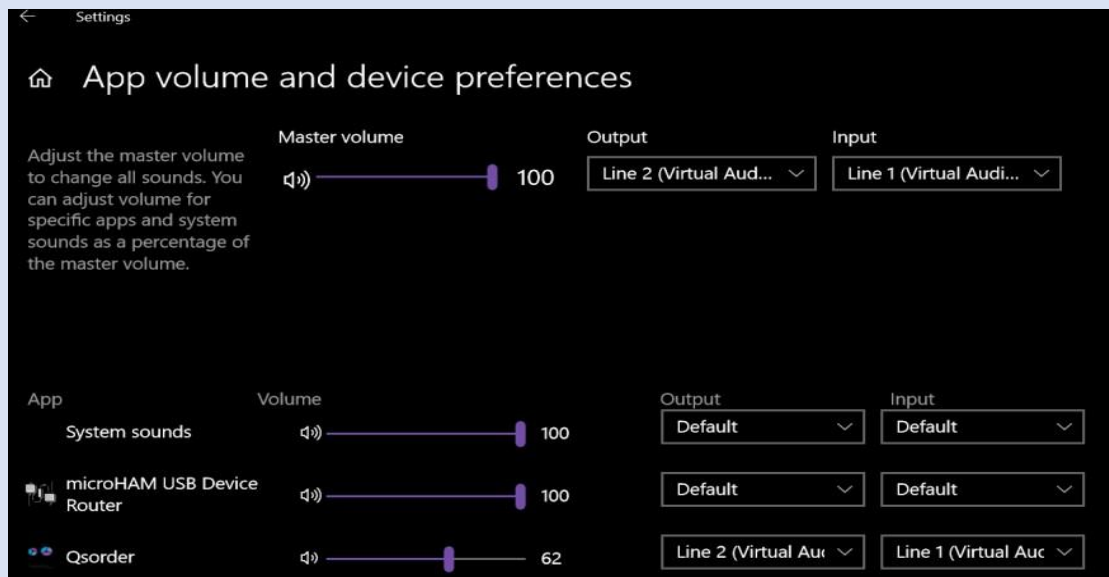 Settings
App volume and device preferences
Adjust the master volume
to change all sounds. You
can adjust volume for
specific apps and system
sounds as a percentage of
the master volume.
Master volume
100
Output
Line 2 (Virtual Aud...
Input
Line 1 (Virtual Audi...
App Volume Output Input
System sounds 100 Default Default
microHAM USB Device
Router 100 Default Default
Qsorder 62 Line 2 (Virtual Au Line 1 (Virtual Au